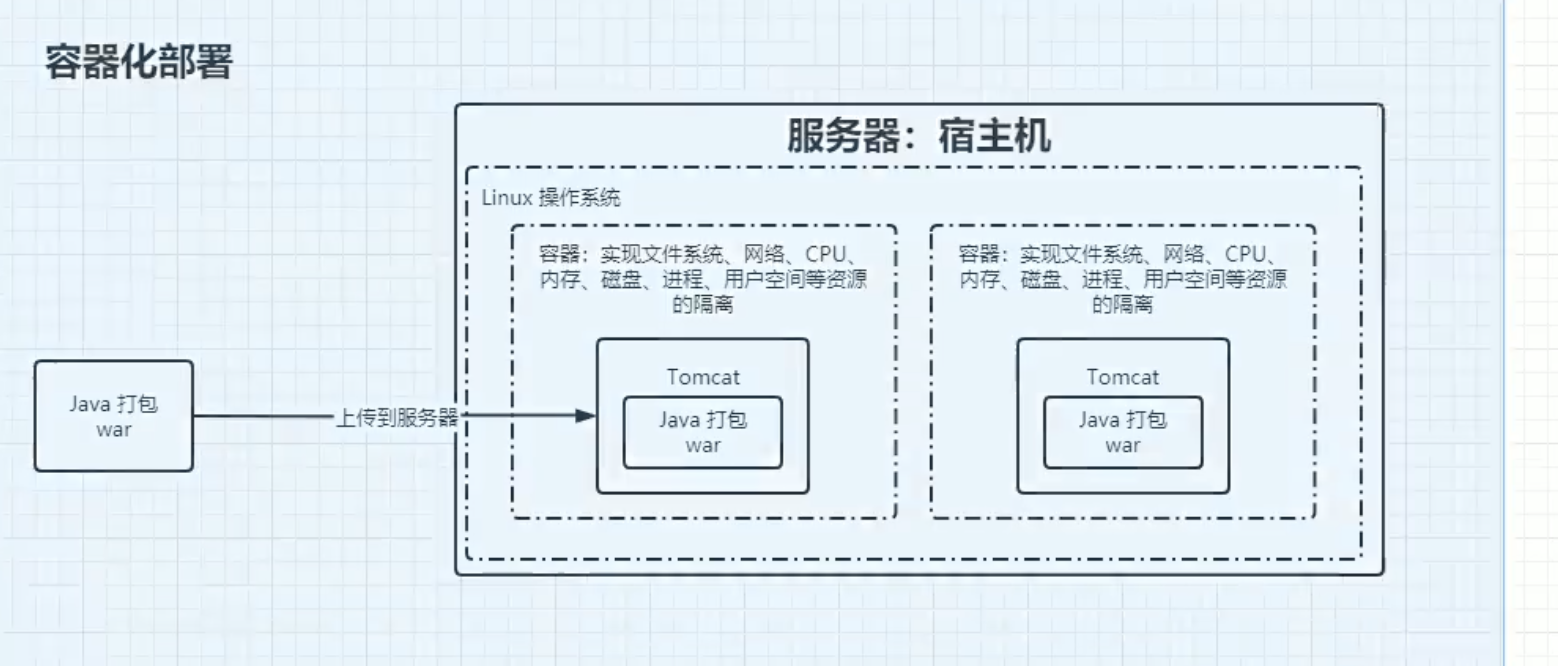 容器化部署
服务器：宿主机
Linux 操作系统
容器：实现文件系统、网络、CPU、
内存、磁盘、进程、用户空间等资源
的隔离
容器：实现文件系统、网络、CPU、
内存、磁盘、进程、用户空间等资源
的隔离
Java 打包
war
上传到服务器
Tomcat
Java 打包
war
Tomcat
Java 打包
war